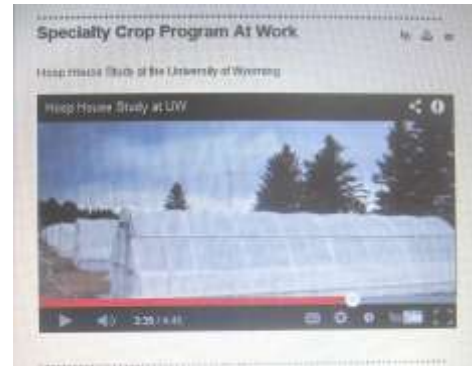 Specialty Crop Program At Work
Hoop House Study at the University of Wyoming
Hoop House Study at UW